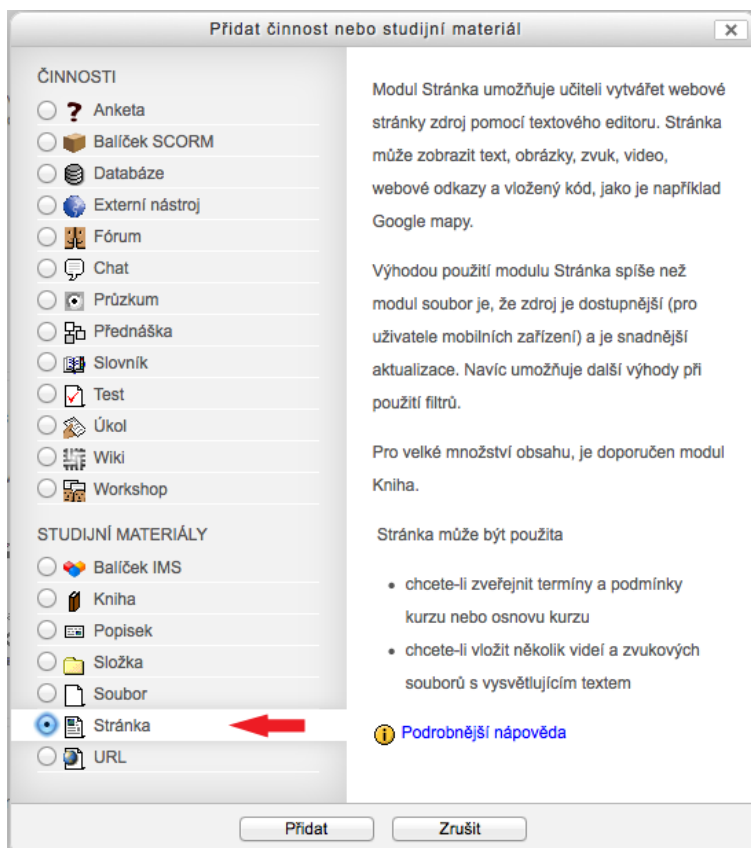 Přidat činnost nebo studijní materiál
ČINNOSTI
Anketa
Balíček SCORM
Databáze
Externí nástroj
Fórum
Chat
Průzkum
Přednáška
Slovník
Test
Úkol
Wiki
Workshop
STUDIJNÍ MATERIÁLY
Balíček IMS
Kniha
Popisek
Složka
Soubor
Stránka
URL
Modul Stránka umožňuje učiteli vytvářet webové
stránky zdroj pomocí textového editoru. Stránka
může zobrazit text, obrázky, zvuk, video,
webové odkazy a vložený kód, jako je například
Google mapy.
Výhodou použití modulu Stránka spíše než
modul soubor je, že zdroj je dostupnější (pro
uživatele mobilních zařízení) a je snadnější
aktualizace. Navíc umožňuje další výhody při
použití filtrů.
Pro velké množství obsahu, je doporučen modul
Kniha.
Stránka může být použita
• chcete-li zveřejnit termíny a podmínky
kurzu nebo osnovu kurzu
• chcete-li vložit několik videí a zvukových
souborů s vysvětlujícím textem
Podrobnější nápověda
Přidat
Zrušit